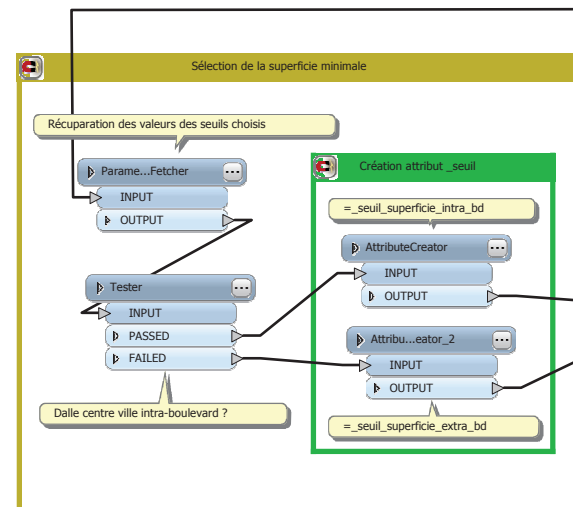 Sélection de la superficie minimale
Récuparation des valeurs des seuils choisis
Parame...Fetcher
INPUT
OUTPUT
Tester
INPUT
PASSED
FAILED
Dalle centre ville intra-boulevard ?
Création attribut _seuil
=_seuil_superficie_intra_bd
AttributeCreator
INPUT
OUTPUT
Attribu...eator_2
INPUT
OUTPUT
=_seuil_superficie_extra_bd